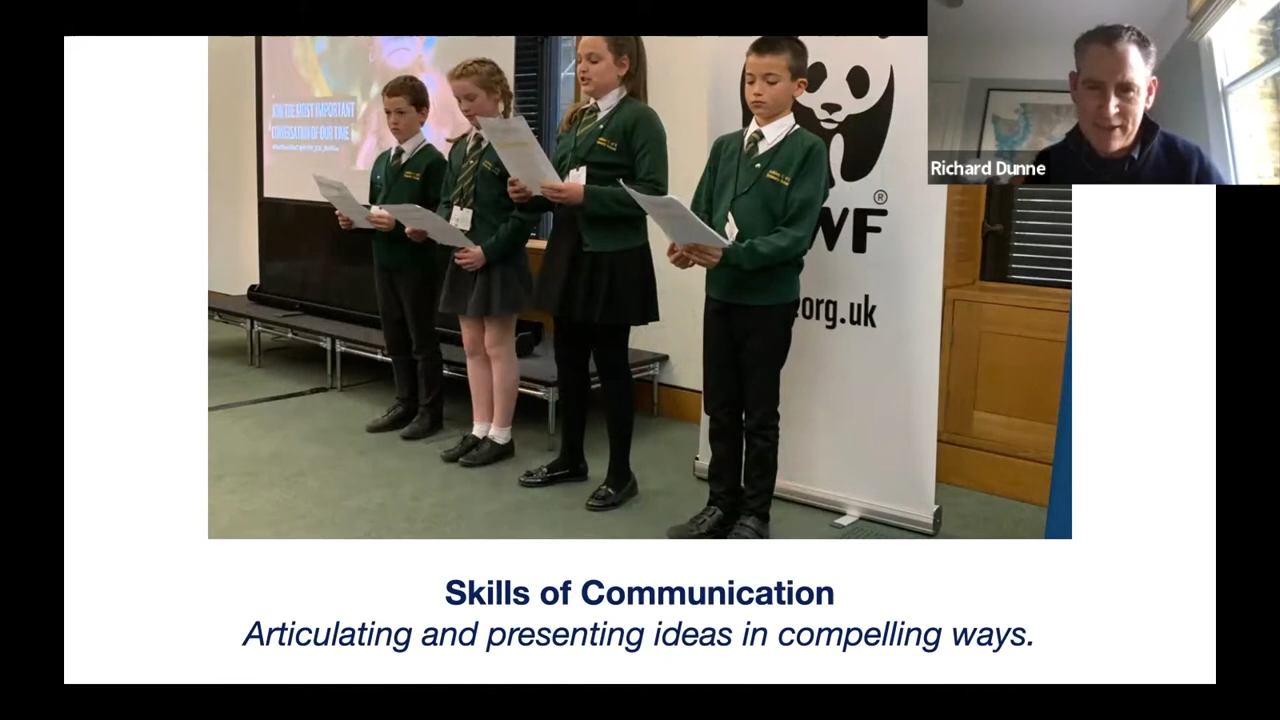 JOIN THE MOST IMPORTANT
CONVERSATION OF OUR TIME
WF
®
org.uk
Richard Dunne
Skills of Communication
Articulating and presenting ideas in compelling ways.